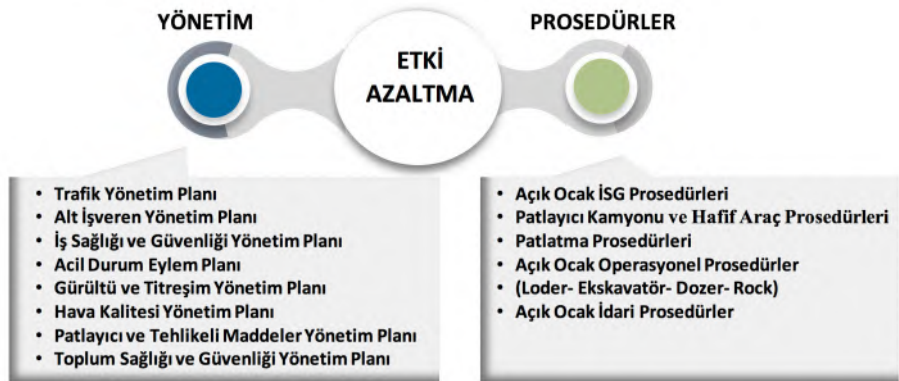 YÖNETİM
PROSEDÜRLER
ETKİ
AZALTMA
• Trafik Yönetim Planı
• Alt İşveren Yönetim Planı
• İş Sağlığı ve Güvenliği Yönetim Planı
• Acil Durum Eylem Planı
• Gürültü ve Titreşim Yönetim Planı
• Hava Kalitesi Yönetim Planı
• Patlayıcı ve Tehlikeli Maddeler Yönetim Planı
• Toplum Sağlığı ve Güvenliği Yönetim Planı
• Açık Ocak İSG Prosedürleri
• Patlayıcı Kamyonu ve Hafif Araç Prosedürleri
• Patlatma Prosedürleri
• Açık Ocak Operasyonel Prosedürler
• (Loder- Ekskavatör- Dozer- Rock)
• Açık Ocak İdari Prosedürler